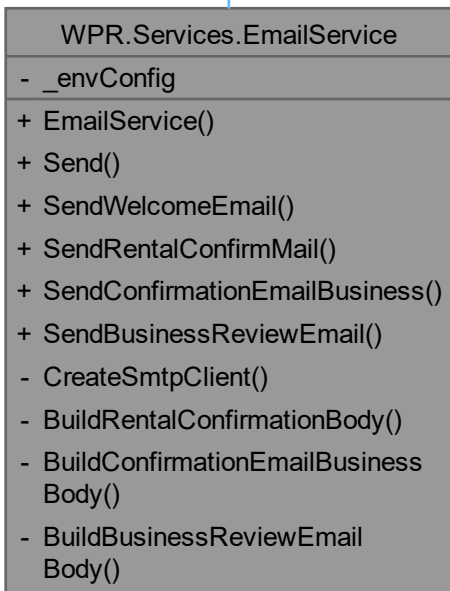 WPR.Services.EmailService
- _envConfig
+ EmailService()
+ Send()
+ SendWelcomeEmail()
+ SendRentalConfirmMail()
+ SendConfirmationEmailBusiness()
+ SendBusinessReviewEmail()
- CreateSmtpClient()
- BuildRentalConfirmationBody()
- BuildConfirmationEmailBusiness
Body()
- BuildBusinessReviewEmail
Body()